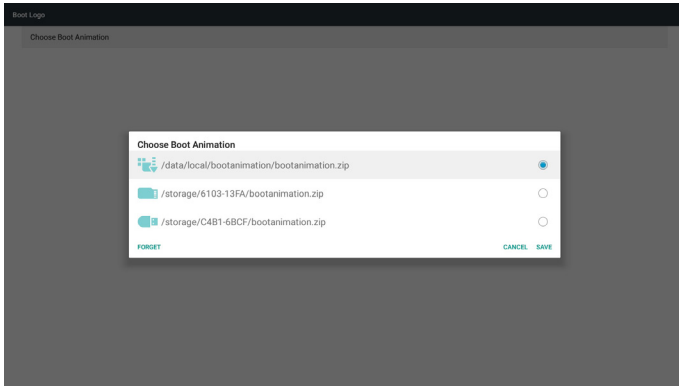 Boot Logo
Choose Boot Animation
Choose Boot Animation
/data/local/bootanimation/bootanimation.zip
/storage/6103-13FA/bootanimation.zip
/storage/C4B1-6BCF/bootanimation.zip
FORGET CANCEL SAVE